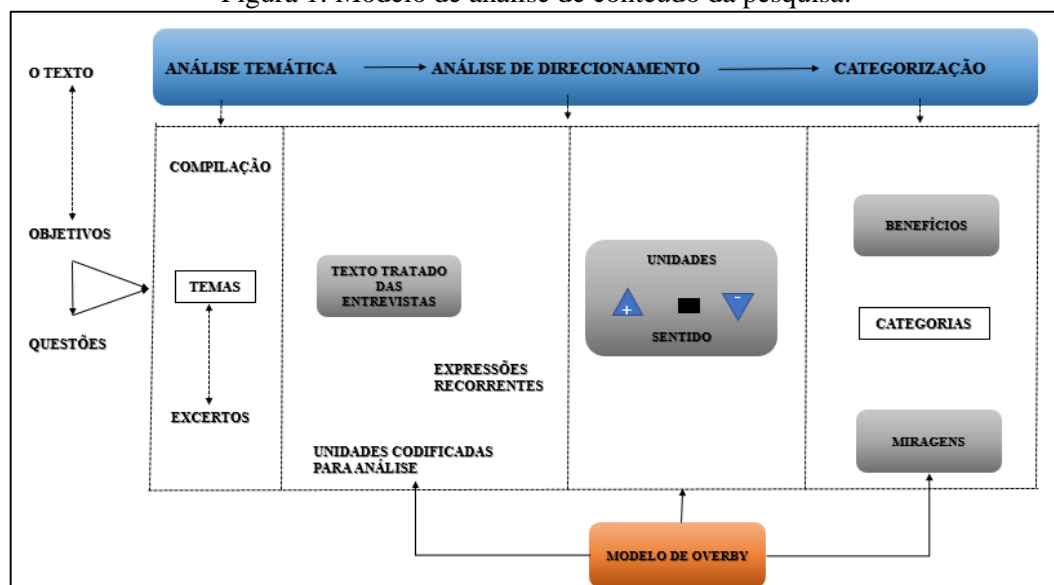 Figura 1: Modelo de análise de conteúdo da pesquisa.
O TEXTO
OBJETIVOS
QUESTÕES
ANÁLISE TEMÁTICA
ANÁLISE DE DIRECIONAMENTO
CATEGORIZAÇÃO
COMPILAÇÃO
TEMAS
EXCERTOS
TEXTO TRATADO
DAS
ENTREVISTAS
EXPRESSÕES
RECORRENTES
UNIDADES CODIFICADAS
PARA ANÁLISE
UNIDADES
+
-
SENTIDO
BENEFÍCIOS
CATEGORIAS
MIRAGENS
MODELO DE OVERBY